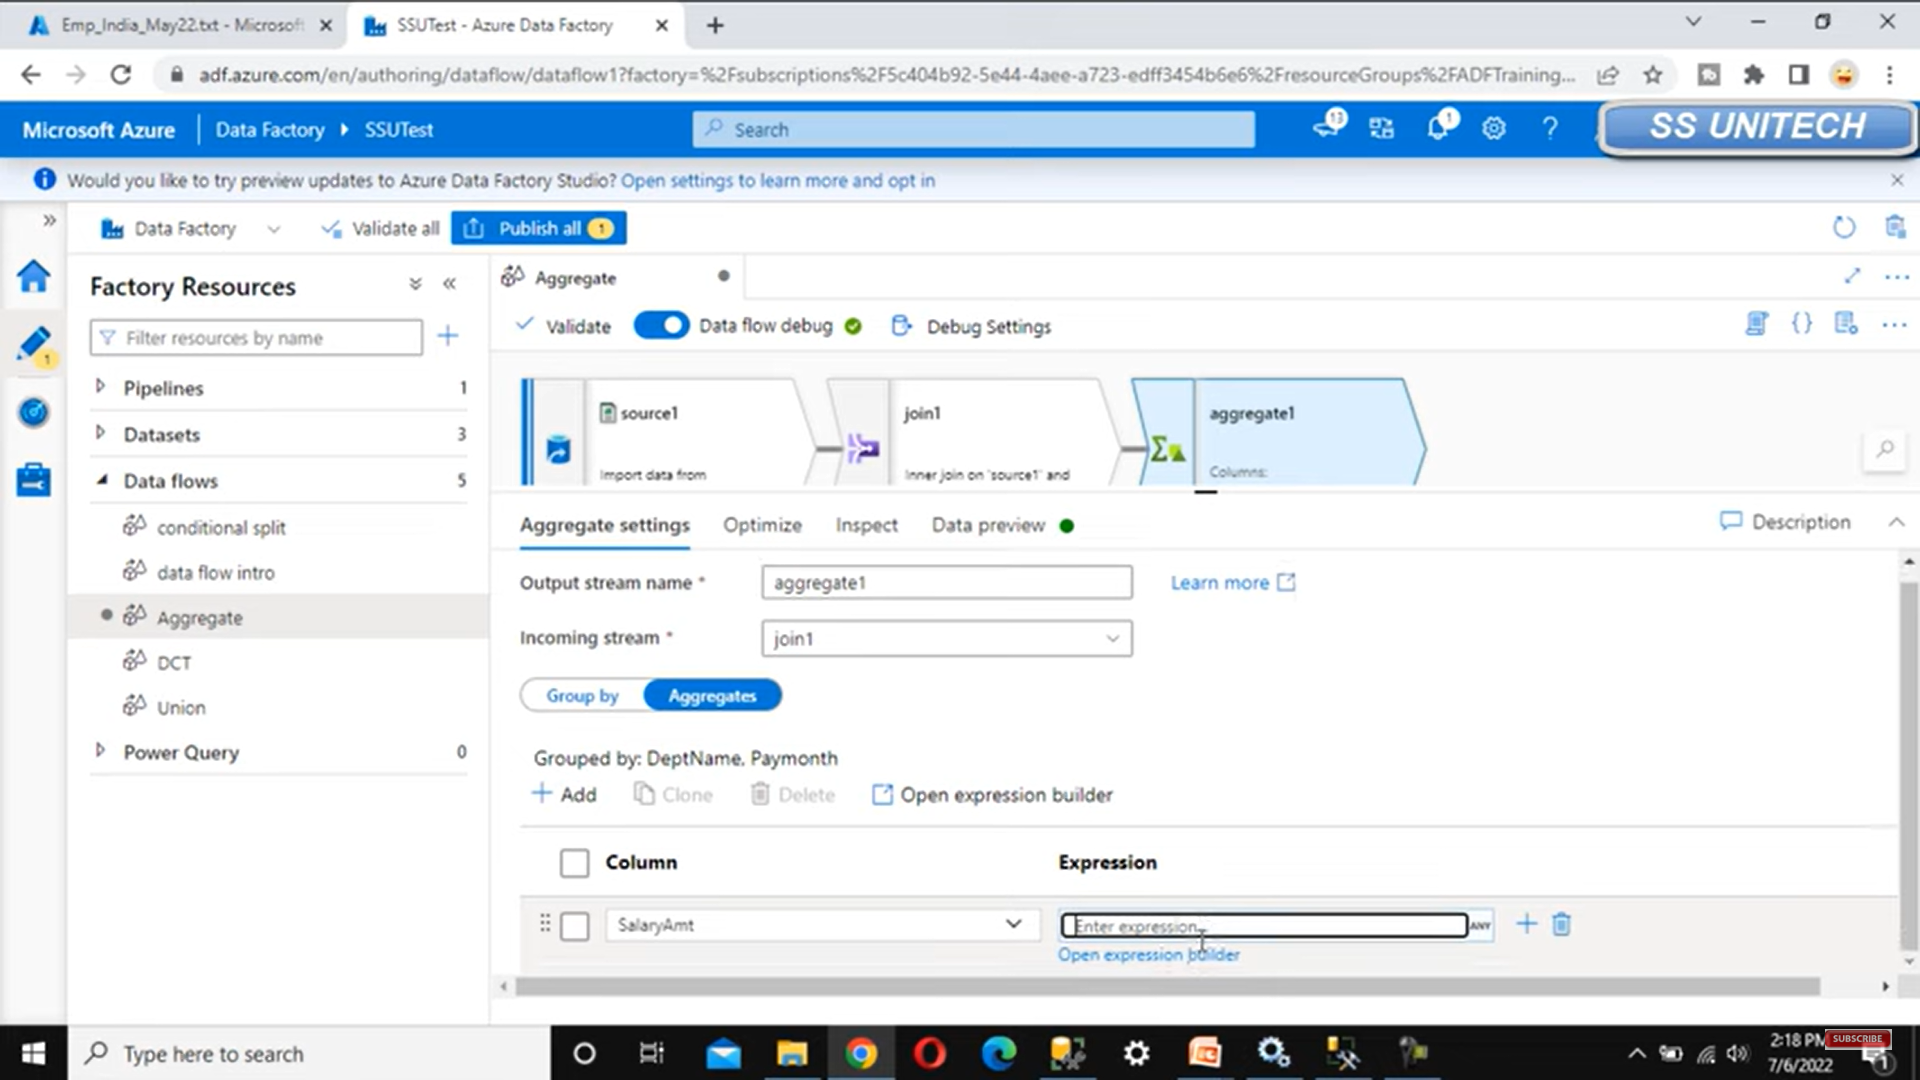 Emp_India_May22.txt - Microsoft
SSUTest - Azure Data Factory
adf.azure.com/en/authoring/dataflow/dataflow1?factory=%2Fsubscriptions%2F5c404b92-5e44-4aee-a723-edff3454b6e6%2FresourceGroups%2FADFTraining...
Microsoft Azure
Data Factory
SSUTest
Search
13
1
SS UNITECH
Would you like to try preview updates to Azure Data Factory Studio? Open settings to learn more and opt in
Data Factory
Validate all
Publish all 1
Factory Resources
Filter resources by name
1
Pipelines 1
Datasets 3
Data flows 5
conditional split
data flow intro
Aggregate
DCT
Union
Power Query 0
Aggregate
Validate
Data flow debug
Debug Settings
source1
Import data from
join1
Inner join on 'source1' and
aggregate1
Columns:
Aggregate settings
Optimize
Inspect
Data preview
Description
Output stream name *
aggregate1
Learn more
Incoming stream *
join1
Group by
Aggregates
Grouped by: DeptName, Paymonth
Add
Clone
Delete
Open expression builder
Column
Expression
SalaryAmt
Enter expression...
ANY
Open expression builder
Type here to search
2:18 PM
7/6/2022
SUBSCRIBE
1